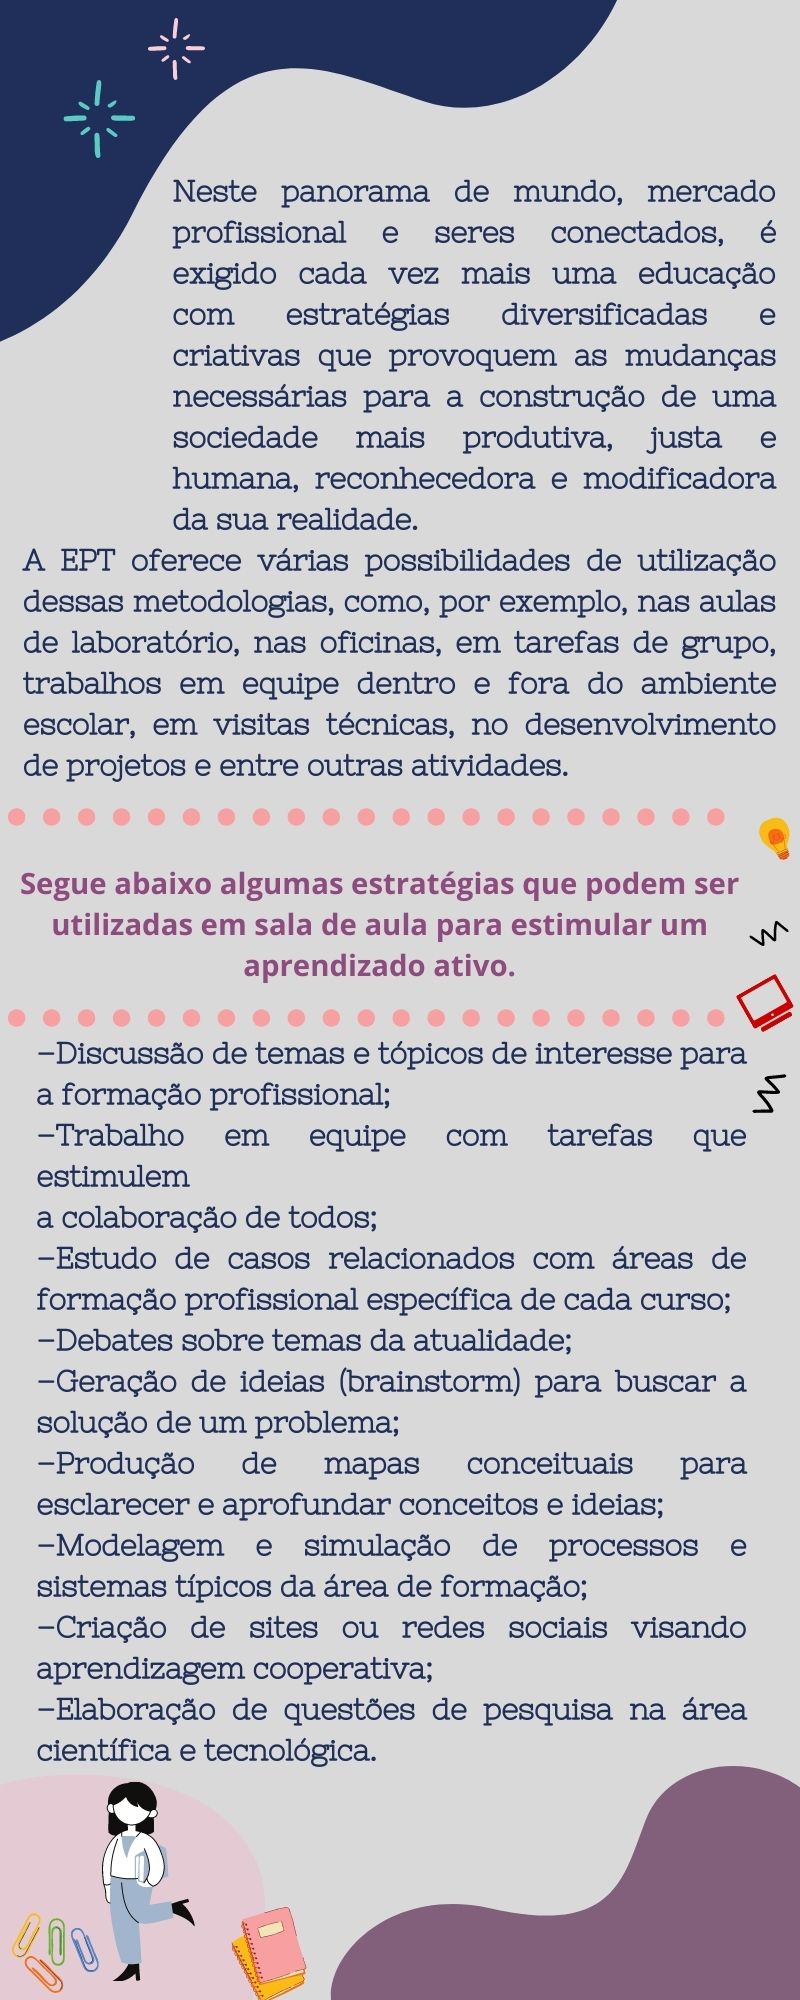 Neste panorama de mundo, mercado
profissional e seres conectados, é
exigido cada vez mais uma educação
com estratégias diversificadas e
criativas que provoquem as mudanças
necessárias para a construção de uma
sociedade mais produtiva, justa e
humana, reconhecedora e modificadora
da sua realidade.
A EPT oferece várias possibilidades de utilização
dessas metodologias, como, por exemplo, nas aulas
de laboratório, nas oficinas, em tarefas de grupo,
trabalhos em equipe dentro e fora do ambiente
escolar, em visitas técnicas, no desenvolvimento
de projetos e entre outras atividades.
Segue abaixo algumas estratégias que podem ser
utilizadas em sala de aula para estimular um
aprendizado ativo.
–Discussão de temas e tópicos de interesse para
a formação profissional;
–Trabalho em equipe com tarefas que
estimulem
a colaboração de todos;
–Estudo de casos relacionados com áreas de
formação profissional específica de cada curso;
–Debates sobre temas da atualidade;
–Geração de ideias (brainstorm) para buscar a
solução de um problema;
–Produção de mapas conceituais para
esclarecer e aprofundar conceitos e ideias;
–Modelagem e simulação de processos e
sistemas típicos da área de formação;
–Criação de sites ou redes sociais visando
aprendizagem cooperativa;
–Elaboração de questões de pesquisa na área
científica e tecnológica.